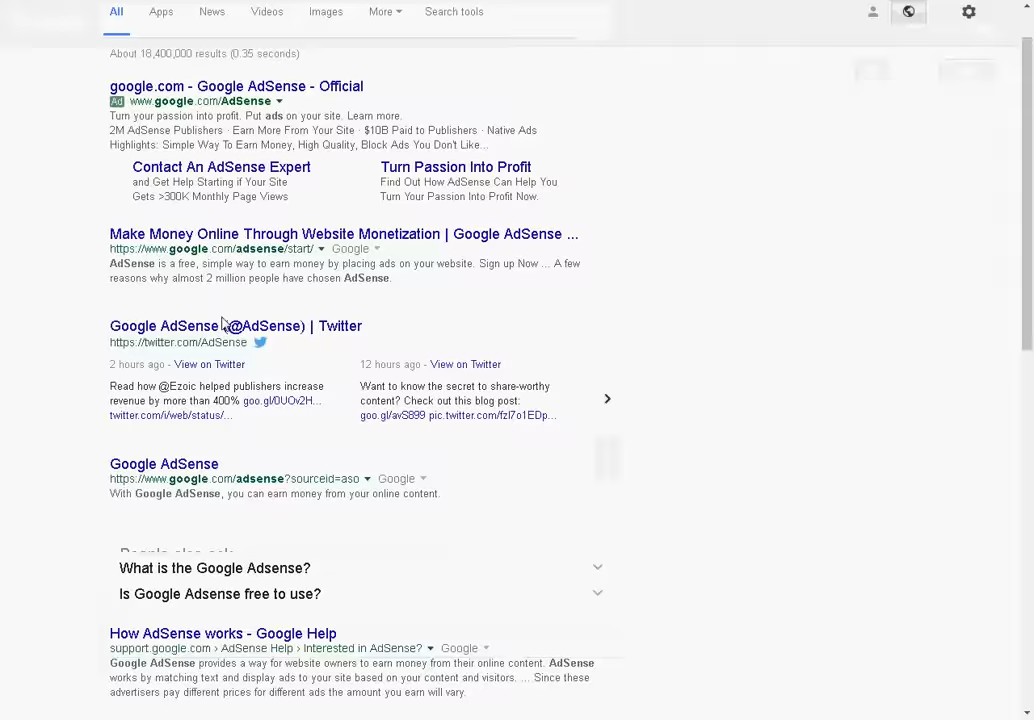 All Apps News Videos Images More Search tools
About 18,400,000 results (0.35 seconds)
google.com - Google AdSense - Official
Ad www.google.com/AdSense
Turn your passion into profit. Put ads on your site. Learn more.
2M AdSense Publishers · Earn More From Your Site · $10B Paid to Publishers · Native Ads
Highlights: Simple Way To Earn Money, High Quality, Block Ads You Don't Like...
Contact An AdSense Expert
and Get Help Starting if Your Site
Gets >300K Monthly Page Views
Turn Passion Into Profit
Find Out How AdSense Can Help You
Turn Your Passion Into Profit Now.
Make Money Online Through Website Monetization | Google AdSense ...
https://www.google.com/adsense/start/ Google
AdSense is a free, simple way to earn money by placing ads on your website. Sign up Now ... A few
reasons why almost 2 million people have chosen AdSense.
Google AdSense (@AdSense) | Twitter
https://twitter.com/AdSense
2 hours ago - View on Twitter
Read how @Ezoic helped publishers increase
revenue by more than 400% goo.gl/0UOv2H...
twitter.com/i/web/status/...
12 hours ago - View on Twitter
Want to know the secret to share-worthy
content? Check out this blog post:
goo.gl/avS899 pic.twitter.com/fzI7o1EDp...
Google AdSense
https://www.google.com/adsense?sourceid=aso Google
With Google AdSense, you can earn money from your online content.
People also ask
What is the Google Adsense?
Is Google Adsense free to use?
How AdSense works - Google Help
support.google.com › AdSense Help › Interested in AdSense? Google
Google AdSense provides a way for website owners to earn money from their online content. AdSense
works by matching text and display ads to your site based on your content and visitors. ... Since these
advertisers pay different prices for different ads the amount you earn will vary.